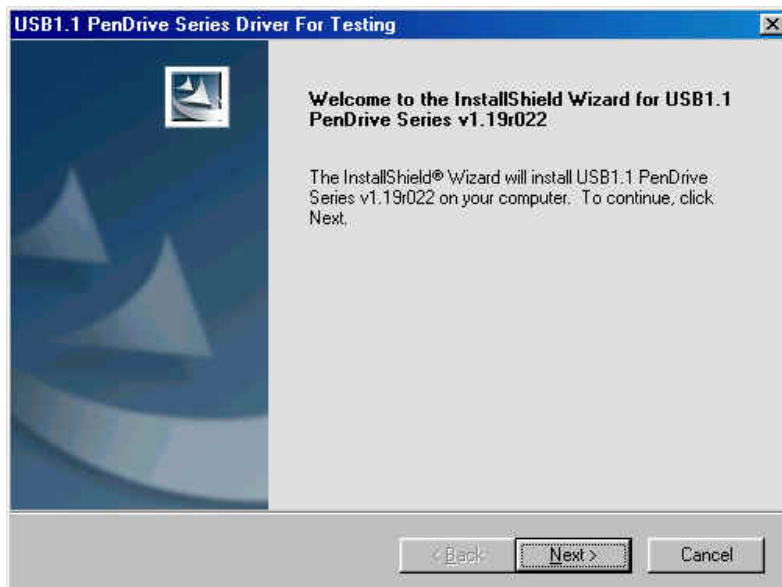 USB1.1 PenDrive Series Driver For Testing
Welcome to the InstallShield Wizard for USB1.1
PenDrive Series v1.19r022
The InstallShield® Wizard will install USB1.1 PenDrive
Series v1.19r022 on your computer. To continue, click
Next.
< Back
Next >
Cancel